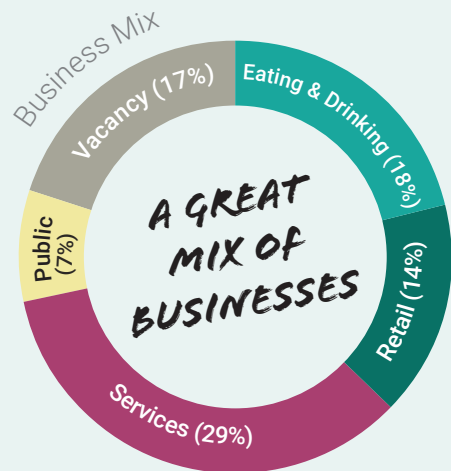 Business Mix
Vacancy (17%)
Eating & Drinking (18%)
Retail (14%)
Services (29%)
Public
(7%)
A GREAT
MIX OF
BUSINESSES